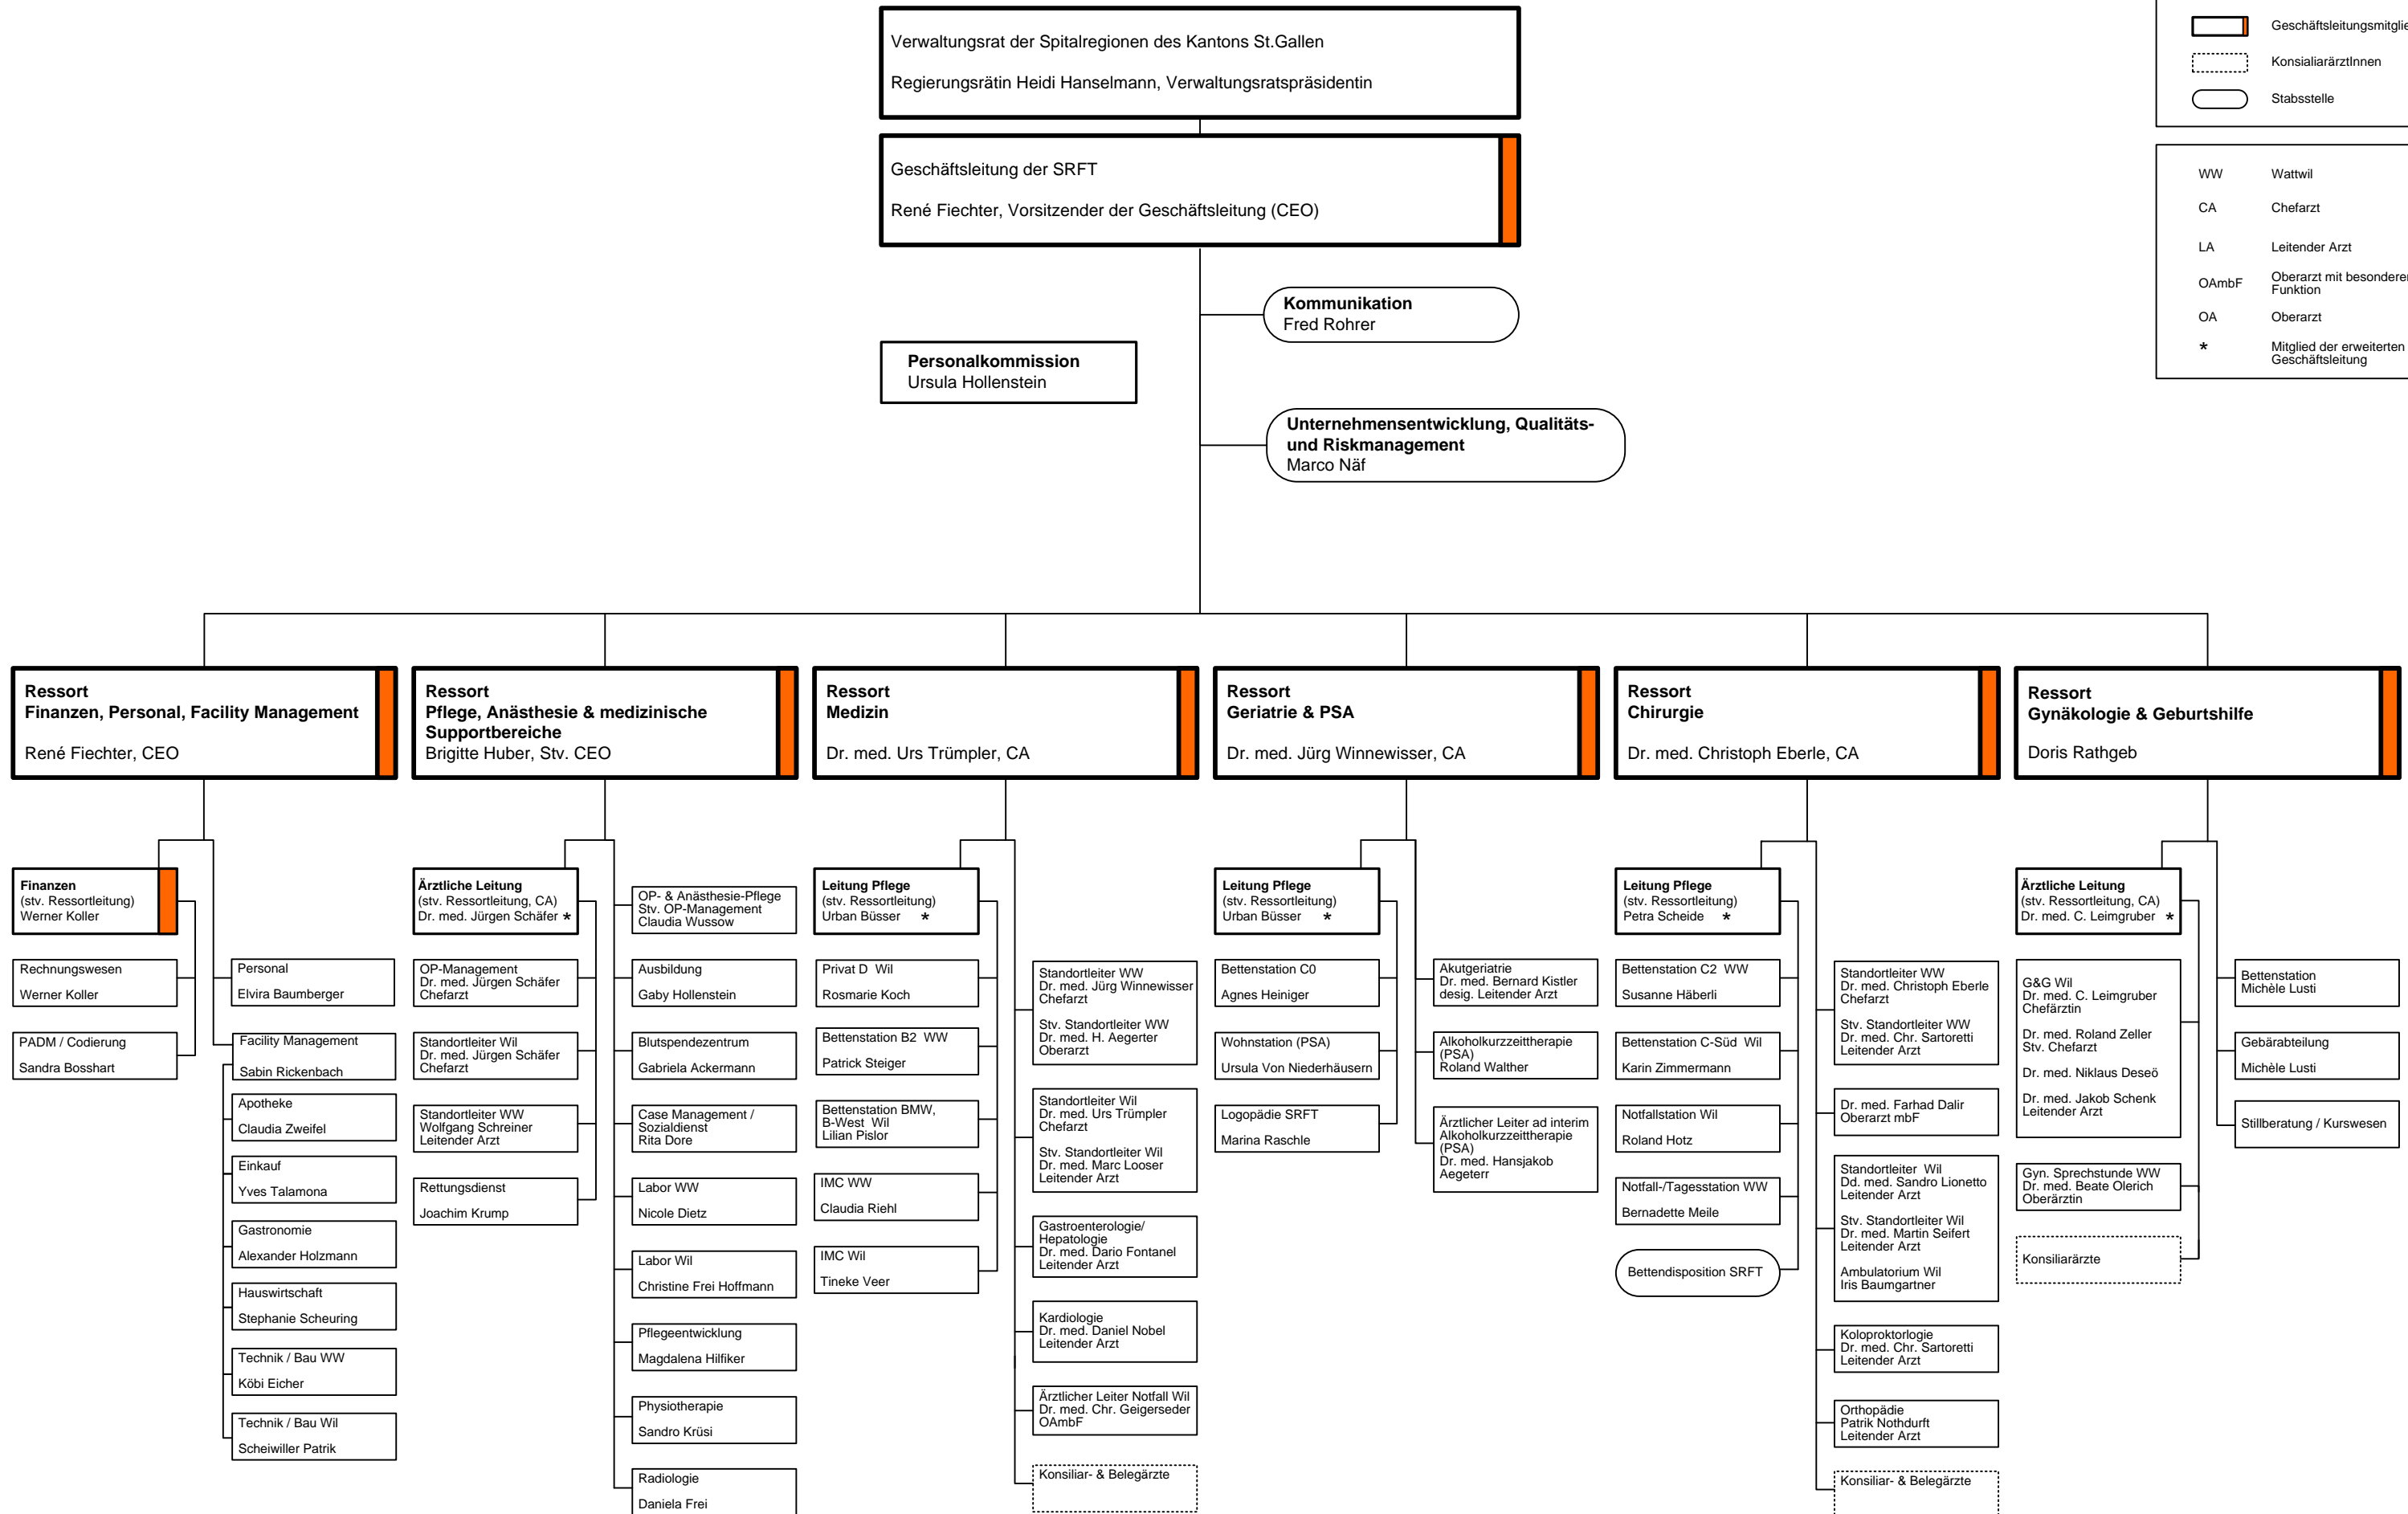 Verwaltungsrat der Spitalregionen des Kantons St.Gallen
Regierungsrätin Heidi Hanselmann, Verwaltungsratspräsidentin
Geschäftsleitung der SRFT
René Fiechter, Vorsitzender der Geschäftsleitung (CEO)
Geschäftsleitungsmitglie
KonsialiarärztInnen
Stabsstelle
WW Wattwil
CA Chefarzt
LA Leitender Arzt
OAmbF Oberarzt mit besonderer
Funktion
OA Oberarzt
* Mitglied der erweiterten
Geschäftsleitung
Kommunikation
Fred Rohrer
Personalkommission
Ursula Hollenstein
Unternehmensentwicklung, Qualitäts-
und Riskmanagement
Marco Näf
Ressort
Finanzen, Personal, Facility Management
René Fiechter, CEO
Ressort
Pflege, Anästhesie & medizinische
Supportbereiche
Brigitte Huber, Stv. CEO
Ressort
Medizin
Dr. med. Urs Trümpler, CA
Ressort
Geriatrie & PSA
Dr. med. Jürg Winnewisser, CA
Ressort
Chirurgie
Dr. med. Christoph Eberle, CA
Ressort
Gynäkologie & Geburtshilfe
Doris Rathgeb
Finanzen
(stv. Ressortleitung)
Werner Koller
Rechnungswesen
Werner Koller
PADM / Codierung
Sandra Bosshart
Personal
Elvira Baumberger
Facility Management
Sabin Rickenbach
Apotheke
Claudia Zweifel
Einkauf
Yves Talamona
Gastronomie
Alexander Holzmann
Hauswirtschaft
Stephanie Scheuring
Technik / Bau WW
Köbi Eicher
Technik / Bau Wil
Scheiwiller Patrik
Ärztliche Leitung
(stv. Ressortleitung, CA)
Dr. med. Jürgen Schäfer *
OP-Management
Dr. med. Jürgen Schäfer
Chefarzt
Standortleiter Wil
Dr. med. Jürgen Schäfer
Chefarzt
Standortleiter WW
Wolfgang Schreiner
Leitender Arzt
Rettungsdienst
Joachim Krump
OP- & Anästhesie-Pflege
Stv. OP-Management
Claudia Wussow
Ausbildung
Gaby Hollenstein
Blutspendezentrum
Gabriela Ackermann
Case Management /
Sozialdienst
Rita Dore
Labor WW
Nicole Dietz
Labor Wil
Christine Frei Hoffmann
Pflegeentwicklung
Magdalena Hilfiker
Physiotherapie
Sandro Krüsi
Radiologie
Daniela Frei
Leitung Pflege
(stv. Ressortleitung)
Urban Büsser *
Privat D Wil
Rosmarie Koch
Bettenstation B2 WW
Patrick Steiger
Bettenstation BMW,
B-West Wil
Lilian Pislor
IMC WW
Claudia Riehl
IMC Wil
Tineke Veer
Standortleiter WW
Dr. med. Jürg Winnewisser
Chefarzt
Stv. Standortleiter WW
Dr. med. H. Aegerter
Oberarzt
Standortleiter Wil
Dr. med. Urs Trümpler
Chefarzt
Stv. Standortleiter Wil
Dr. med. Marc Looser
Leitender Arzt
Gastroenterologie/
Hepatologie
Dr. med. Dario Fontanel
Leitender Arzt
Kardiologie
Dr. med. Daniel Nobel
Leitender Arzt
Ärztlicher Leiter Notfall Wil
Dr. med. Chr. Geigerseder
OAmbF
Konsiliar- & Belegärzte
Leitung Pflege
(stv. Ressortleitung)
Urban Büsser *
Bettenstation C0
Agnes Heiniger
Wohnstation (PSA)
Ursula Von Niederhäusern
Logopädie SRFT
Marina Raschle
Akutgeriatrie
Dr. med. Bernard Kistler
desig. Leitender Arzt
Alkoholkurzzeittherapie
(PSA)
Roland Walther
Ärztlicher Leiter ad interim
Alkoholkurzzeittherapie
(PSA)
Dr. med. Hansjakob
Aegeterr
Leitung Pflege
(stv. Ressortleitung)
Petra Scheide *
Bettenstation C2 WW
Susanne Häberli
Bettenstation C-Süd Wil
Karin Zimmermann
Notfallstation Wil
Roland Hotz
Notfall-/Tagesstation WW
Bernadette Meile
Bettendisposition SRFT
Standortleiter WW
Dr. med. Christoph Eberle
Chefarzt
Stv. Standortleiter WW
Dr. med. Chr. Sartoretti
Leitender Arzt
Dr. med. Farhad Dalir
Oberarzt mbF
Standortleiter Wil
Dd. med. Sandro Lionetto
Leitender Arzt
Stv. Standortleiter Wil
Dr. med. Martin Seifert
Leitender Arzt
Ambulatorium Wil
Iris Baumgartner
Koloproktorlogie
Dr. med. Chr. Sartoretti
Leitender Arzt
Orthopädie
Patrik Nothdurft
Leitender Arzt
Konsiliar- & Belegärzte
Ärztliche Leitung
(stv. Ressortleitung, CA)
Dr. med. C. Leimgruber *
G&G Wil
Dr. med. C. Leimgruber
Chefärztin
Dr. med. Roland Zeller
Stv. Chefarzt
Dr. med. Niklaus Deseö
Dr. med. Jakob Schenk
Leitender Arzt
Gyn. Sprechstunde WW
Dr. med. Beate Olerich
Oberärztin
Konsiliarärzte
Bettenstation
Michèle Lusti
Gebärabteilung
Michèle Lusti
Stillberatung / Kurswesen